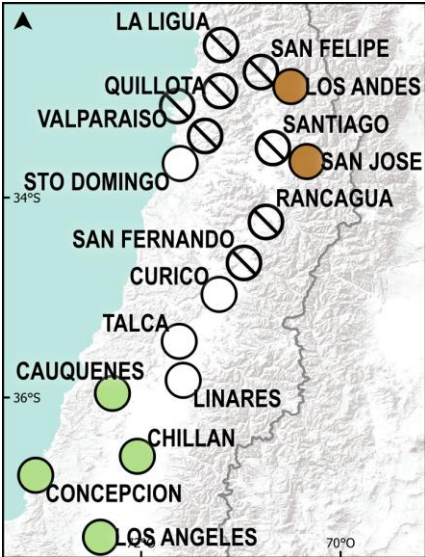 LA LIGUA
SAN FELIPE
QUILLOTA
LOS ANDES
VALPARAISO
SANTIAGO
STO DOMINGO
SAN JOSE
34°S
RANCAGUA
SAN FERNANDO
CURICO
TALCA
CAUQUENES
36°S
LINARES
CHILLAN
CONCEPCION
LOS ANGELES
72°O
70°O